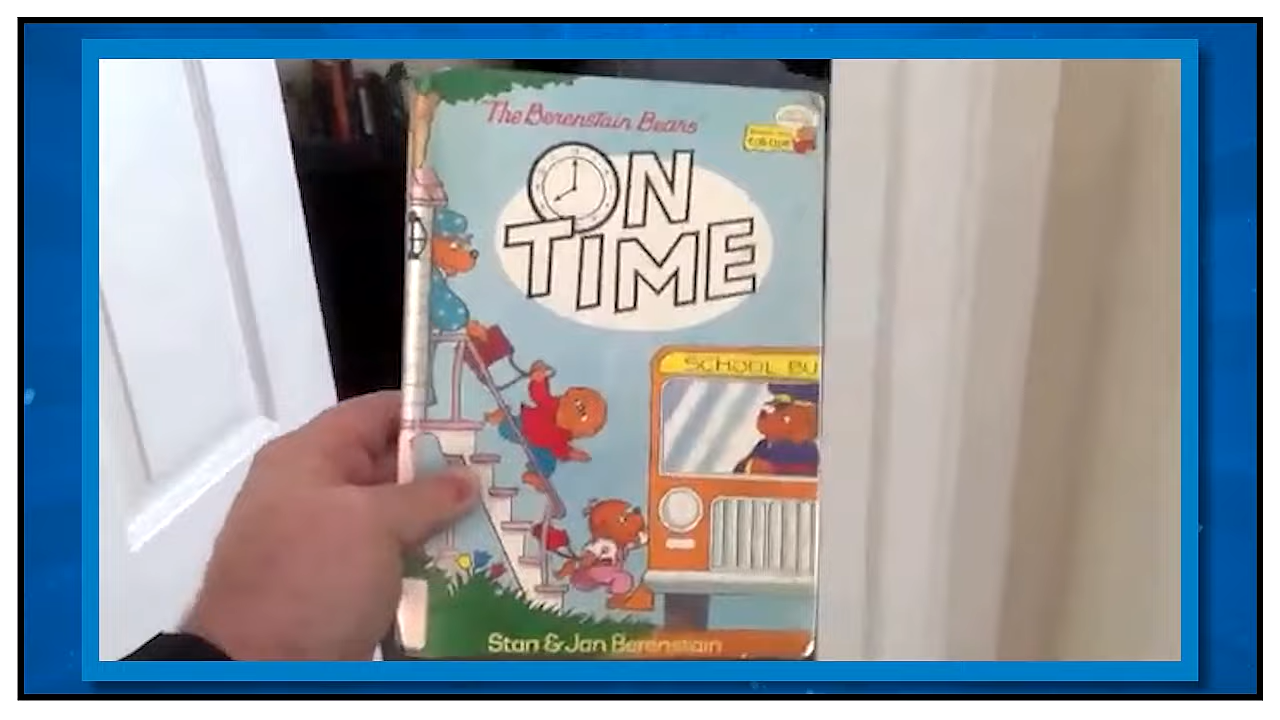 The Berenstain Bears
ON
TIME
SCHOOL BU
Stan & Jan Berenstain